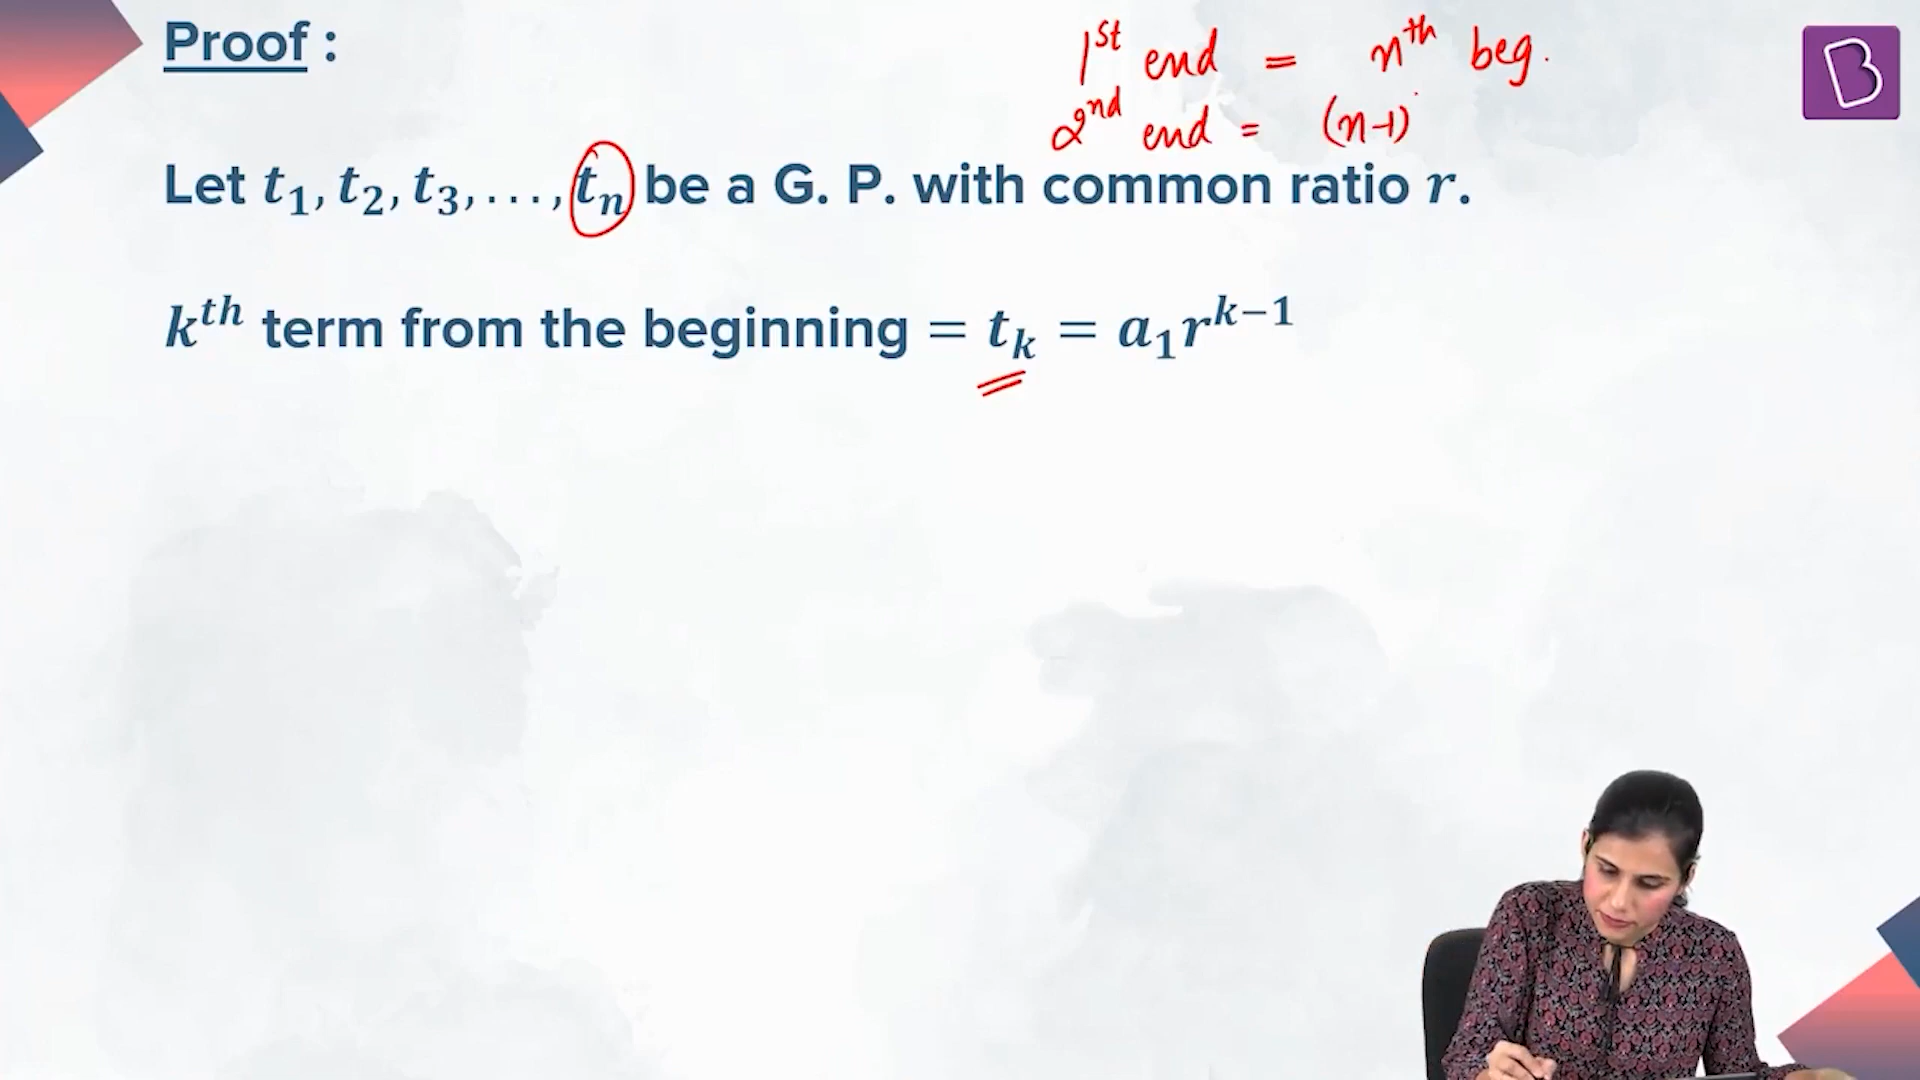 Proof :
1ˢᵗ end = nᵗʰ beg.
2ⁿᵈ end = (n-1)
Let t₁, t₂, t₃, . . . , tₙ be a G. P. with common ratio r.
kᵗʰ term from the beginning = tₖ = a₁rᵏ⁻¹
B